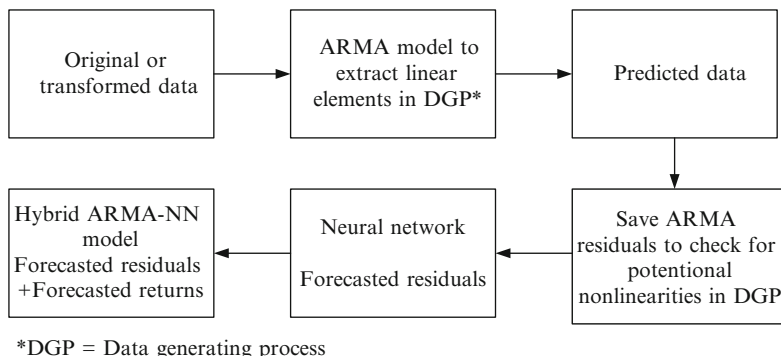 Original or
transformed data
ARMA model to
extract linear
elements in DGP*
Predicted data
Save ARMA
residuals to check for
potentional
nonlinearities in DGP
Neural network
Forecasted residuals
Hybrid ARMA-NN
model
Forecasted residuals
+Forecasted returns
*DGP = Data generating process